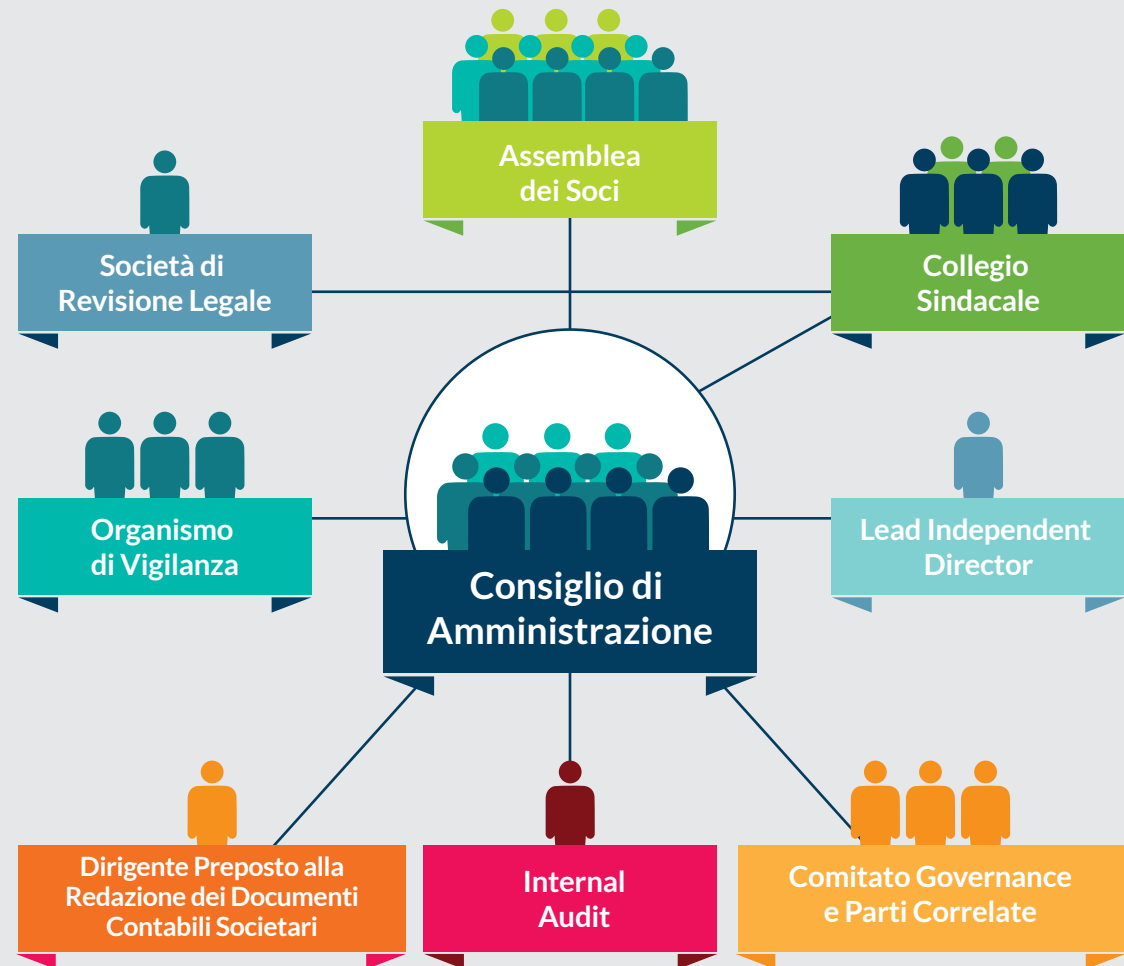 Assemblea
dei Soci
Società di
Revisione Legale
Collegio
Sindacale
Organismo
di Vigilanza
Lead Independent
Director
Consiglio di
Amministrazione
Dirigente Preposto alla
Redazione dei Documenti
Contabili Societari
Internal
Audit
Comitato Governance
e Parti Correlate